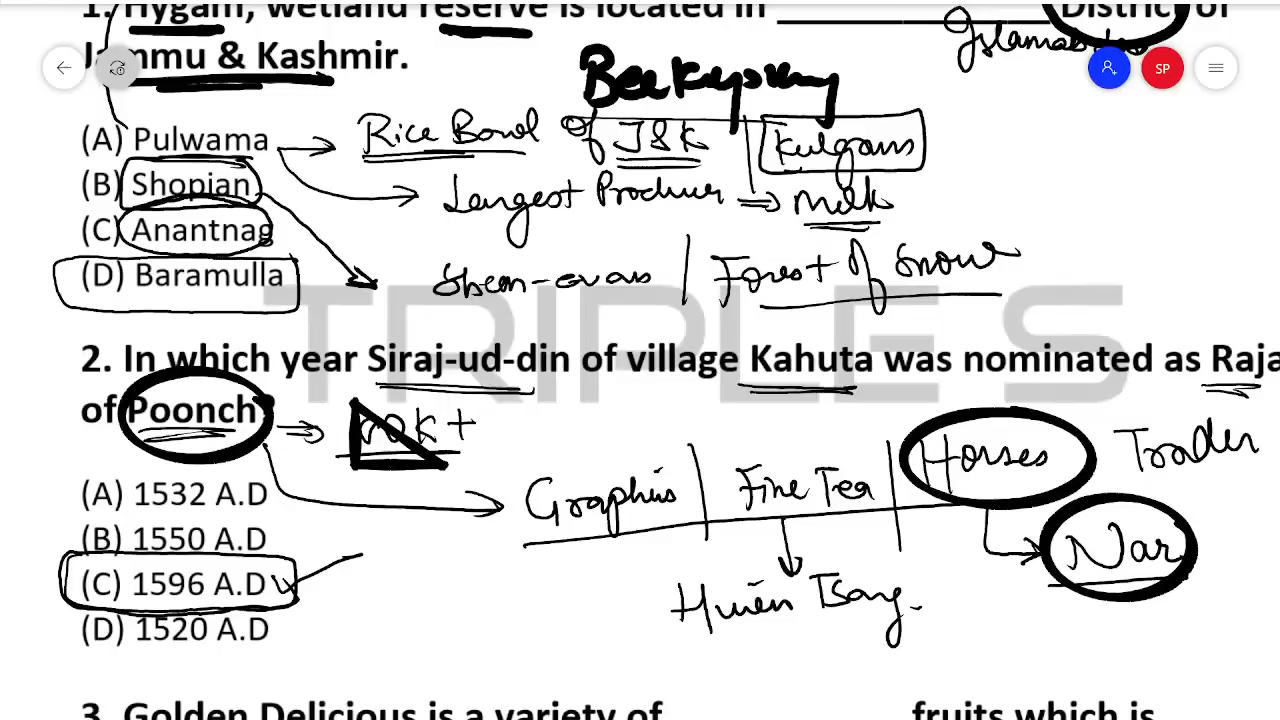 1. Hygam, wetland reserve is located in ____________ District of
Islamabad
Jammu & Kashmir.
SP
Beekeeping
(A) Pulwama → Rice Bowl of J&K | Kulgam
(B) Shopian Largest Producer ⇒ Milk
(C) Anantnag
(D) Baramulla Forest of Snow
TRIPLE S
2. In which year Siraj-ud-din of village Kahuta was nominated as Raja
of Poonch?
Horses Trader
(A) 1532 A.D Fine Tea
(B) 1550 A.D Nar
(C) 1596 A.D
Hiuen Tsang.
(D) 1520 A.D
3. Golden Delicious is a variety of ____________ fruits which is